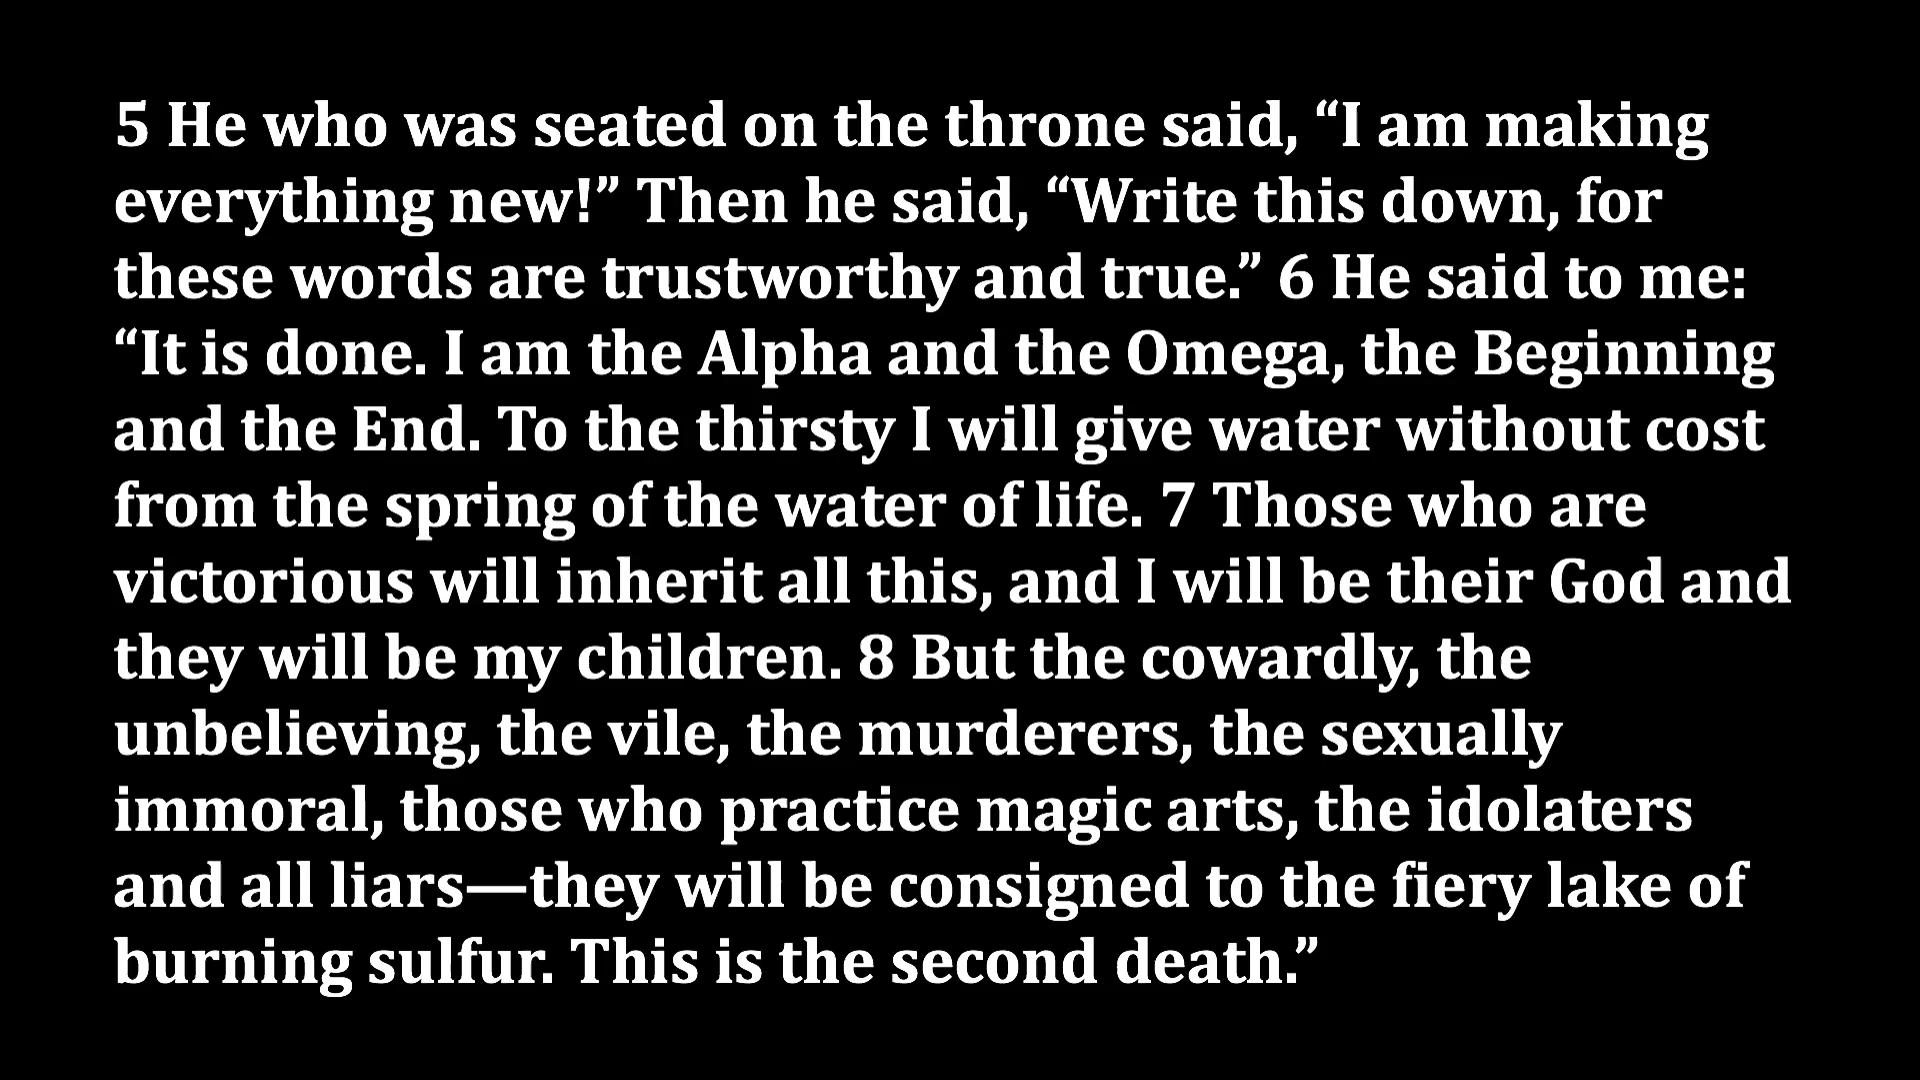 5 He who was seated on the throne said, “I am making
everything new!” Then he said, “Write this down, for
these words are trustworthy and true.” 6 He said to me:
“It is done. I am the Alpha and the Omega, the Beginning
and the End. To the thirsty I will give water without cost
from the spring of the water of life. 7 Those who are
victorious will inherit all this, and I will be their God and
they will be my children. 8 But the cowardly, the
unbelieving, the vile, the murderers, the sexually
immoral, those who practice magic arts, the idolaters
and all liars—they will be consigned to the fiery lake of
burning sulfur. This is the second death.”